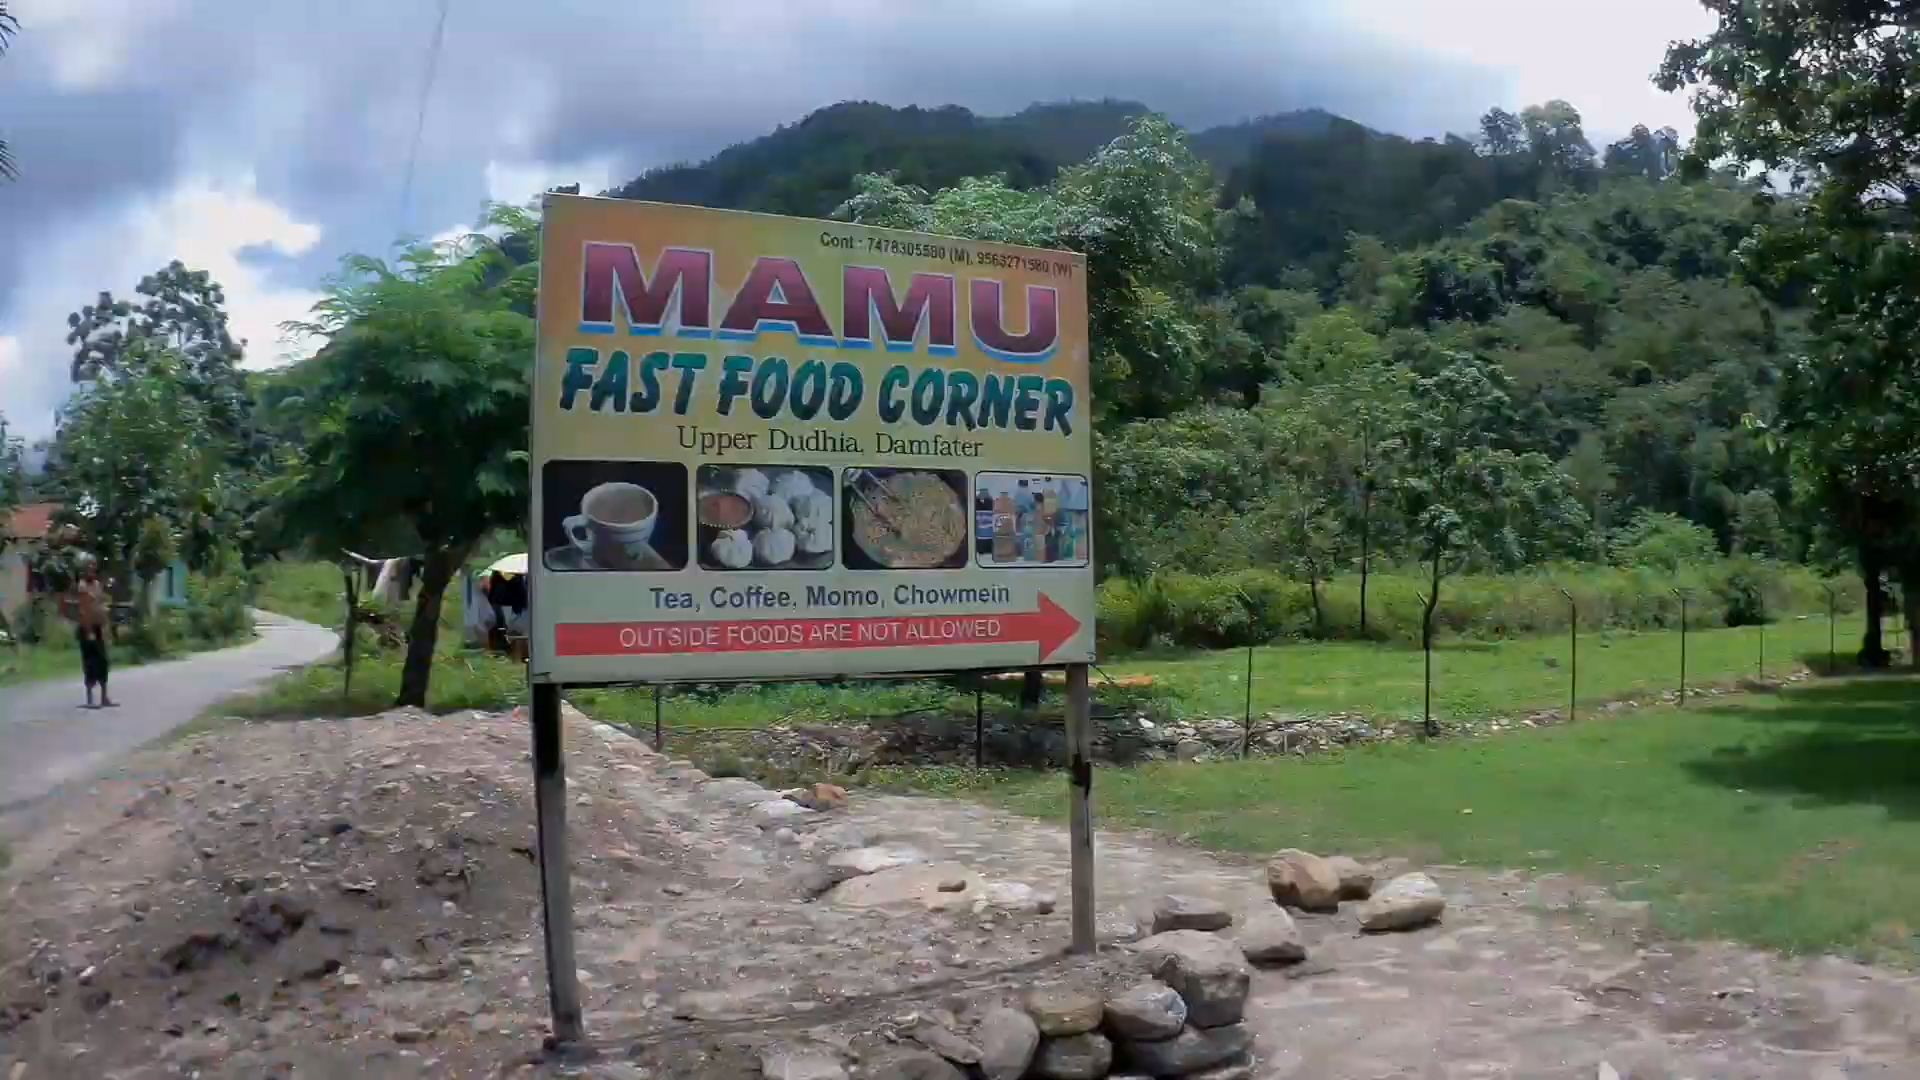 Cont : 7478305580 (M), 9563271580 (W)
MAMU
FAST FOOD CORNER
Upper Dudhia, Damfater
Tea, Coffee, Momo, Chowmein
OUTSIDE FOODS ARE NOT ALLOWED